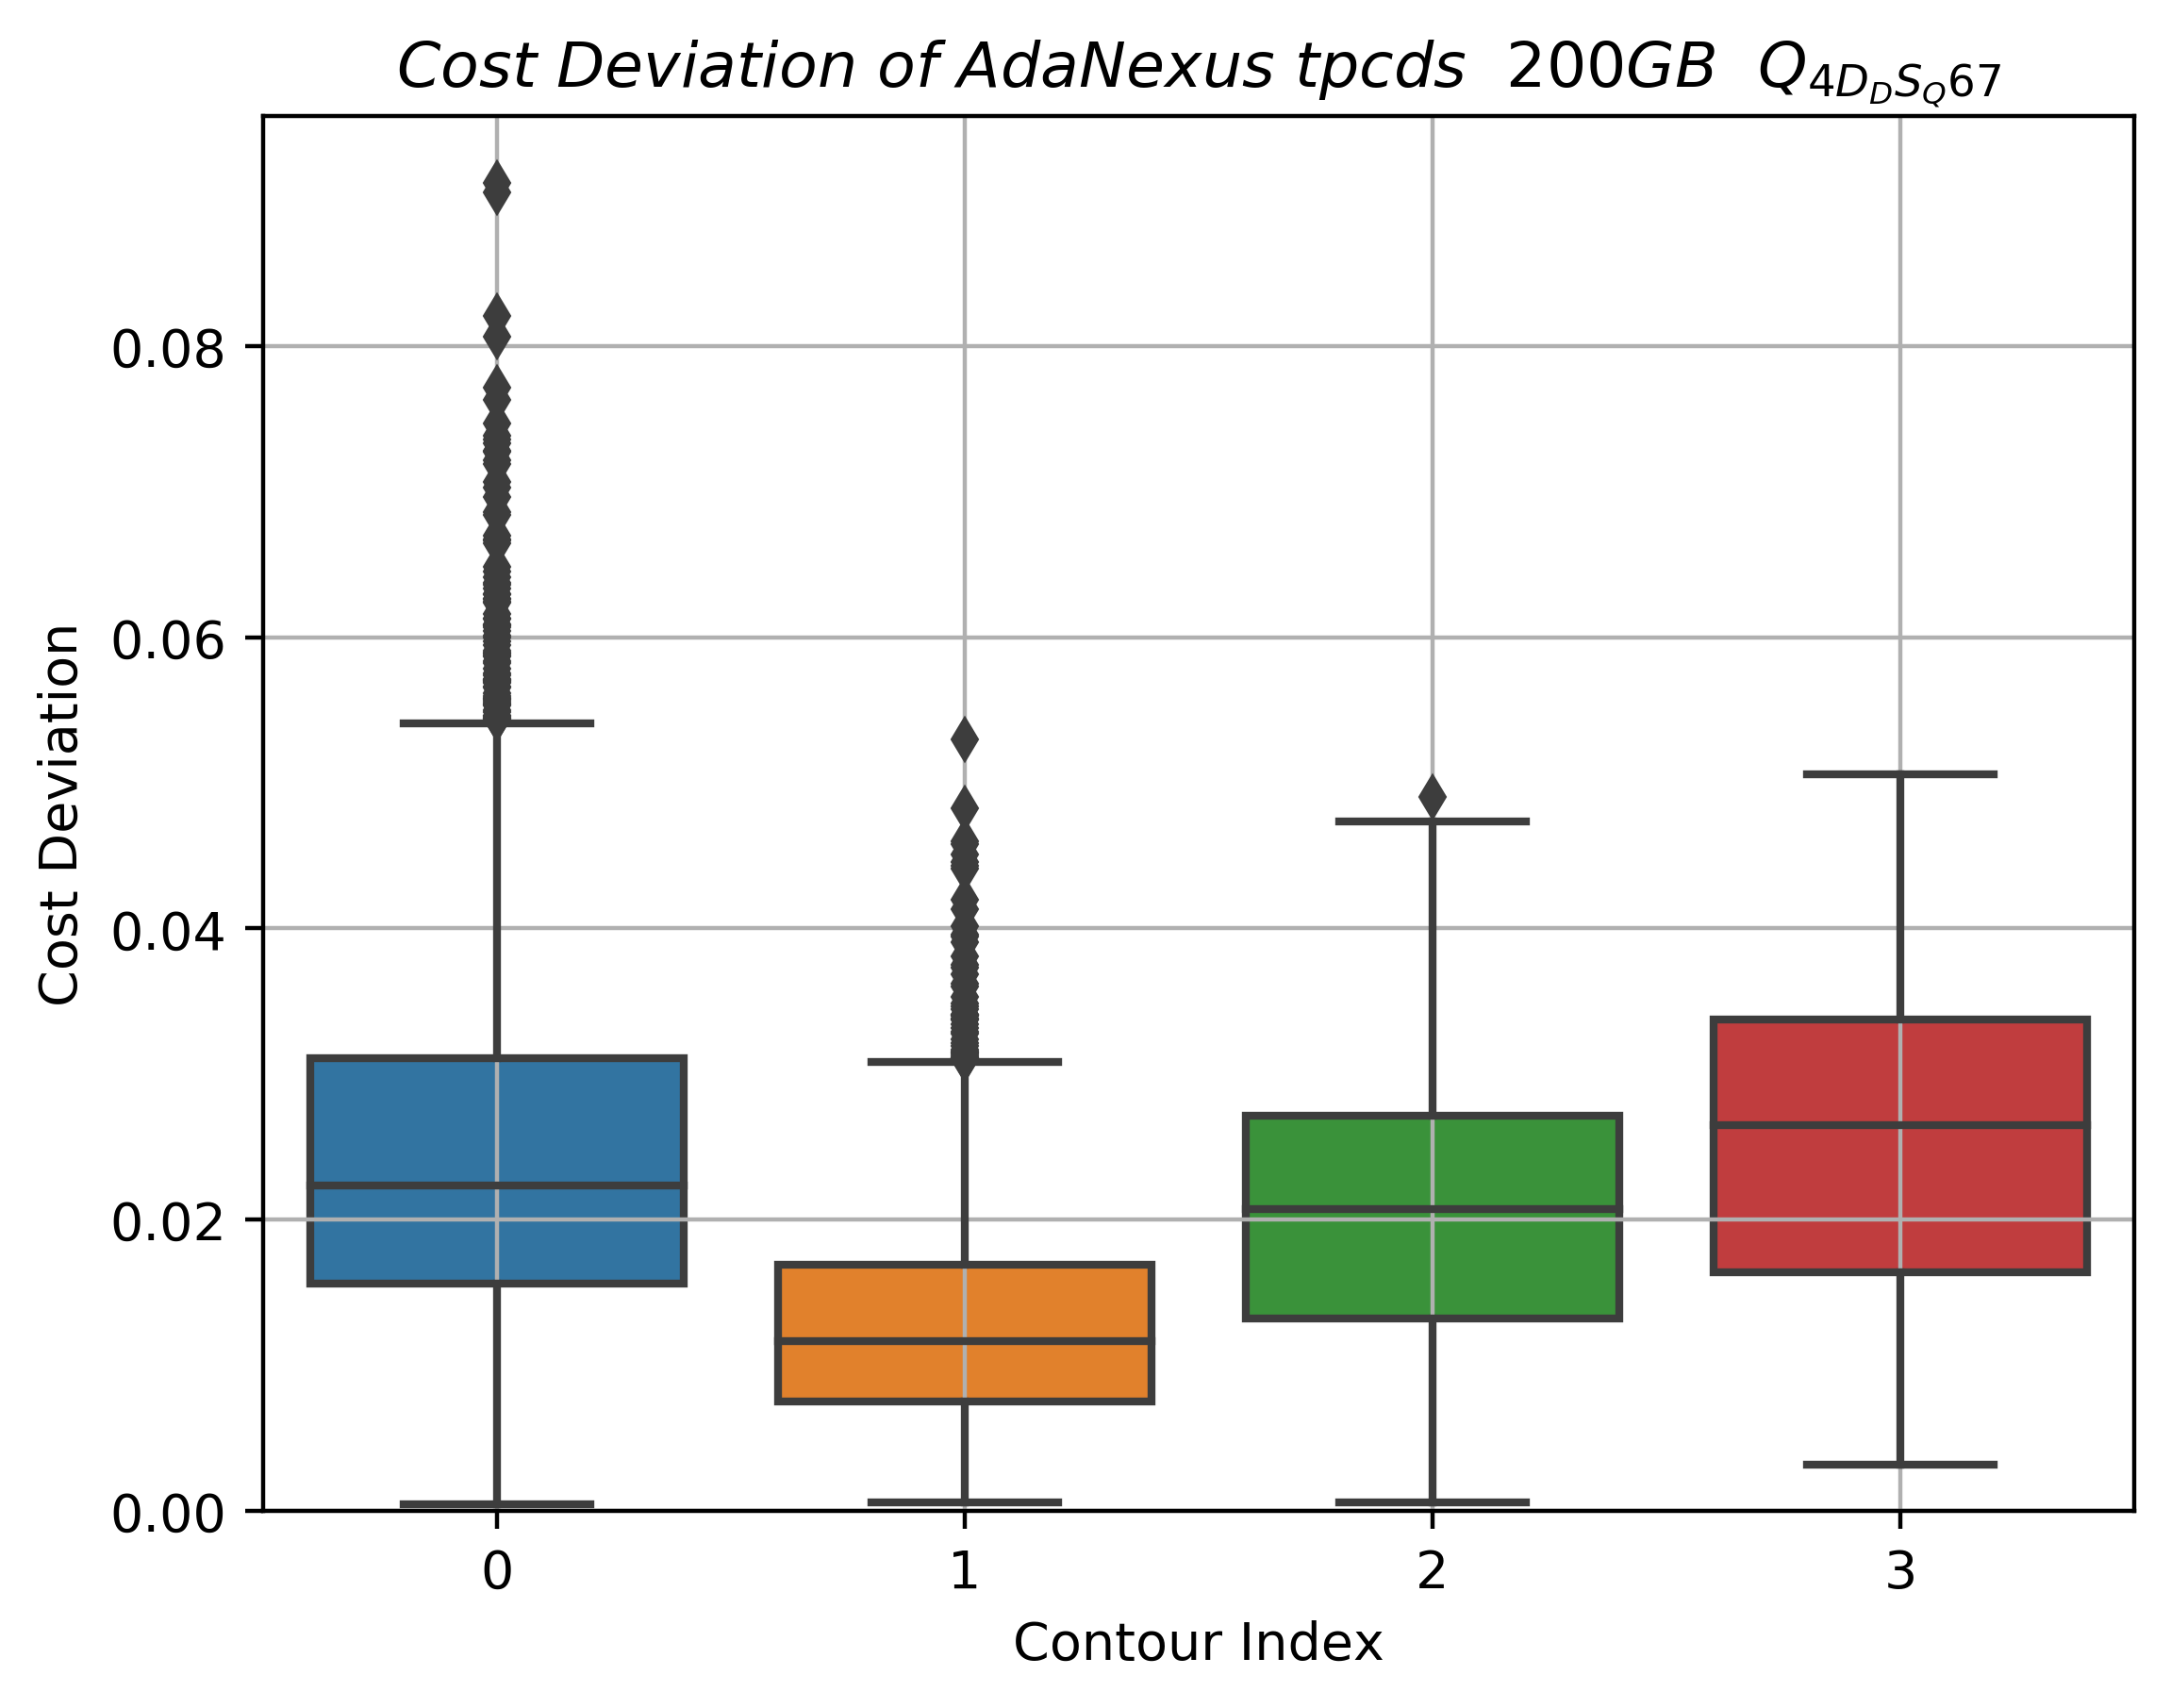 Cost Deviation of AdaNexus tpcds 200GB Q4DDSQ67
0.08
0.06
0.04
0.02
0.00
Cost Deviation
0 1 2 3
Contour Index